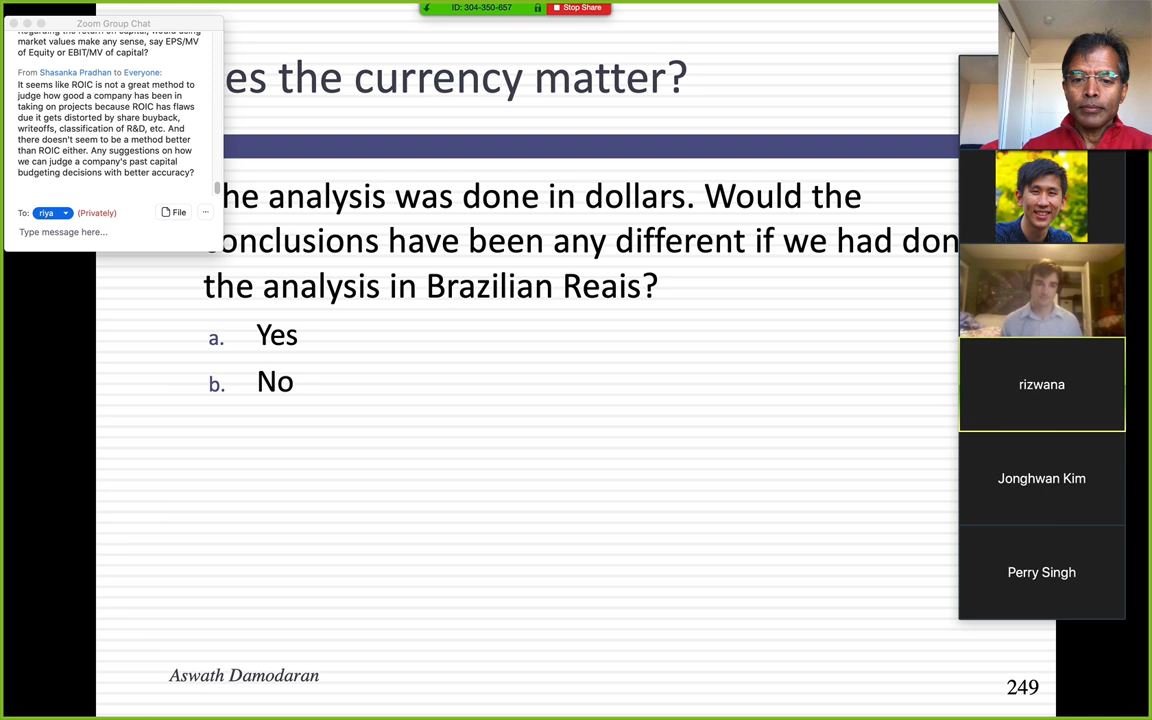 ID: 304-350-657
Stop Share
Zoom Group Chat
market values make any sense, say EPS/MV
of Equity or EBIT/MV of capital?
From Shasanka Pradhan to Everyone:
It seems like ROIC is not a great method to
judge how good a company has been in
taking on projects because ROIC has flaws
due it gets distorted by share buyback,
writeoffs, classification of R&D, etc. And
there doesn't seem to be a method better
than ROIC either. Any suggestions on how
we can judge a company's past capital
budgeting decisions with better accuracy?
To: riya (Privately)
File
...
Type message here...
es the currency matter?
he analysis was done in dollars. Would the
onclusions have been any different if we had don
the analysis in Brazilian Reais?
a. Yes
b. No
rizwana
Jonghwan Kim
Perry Singh
Aswath Damodaran
249